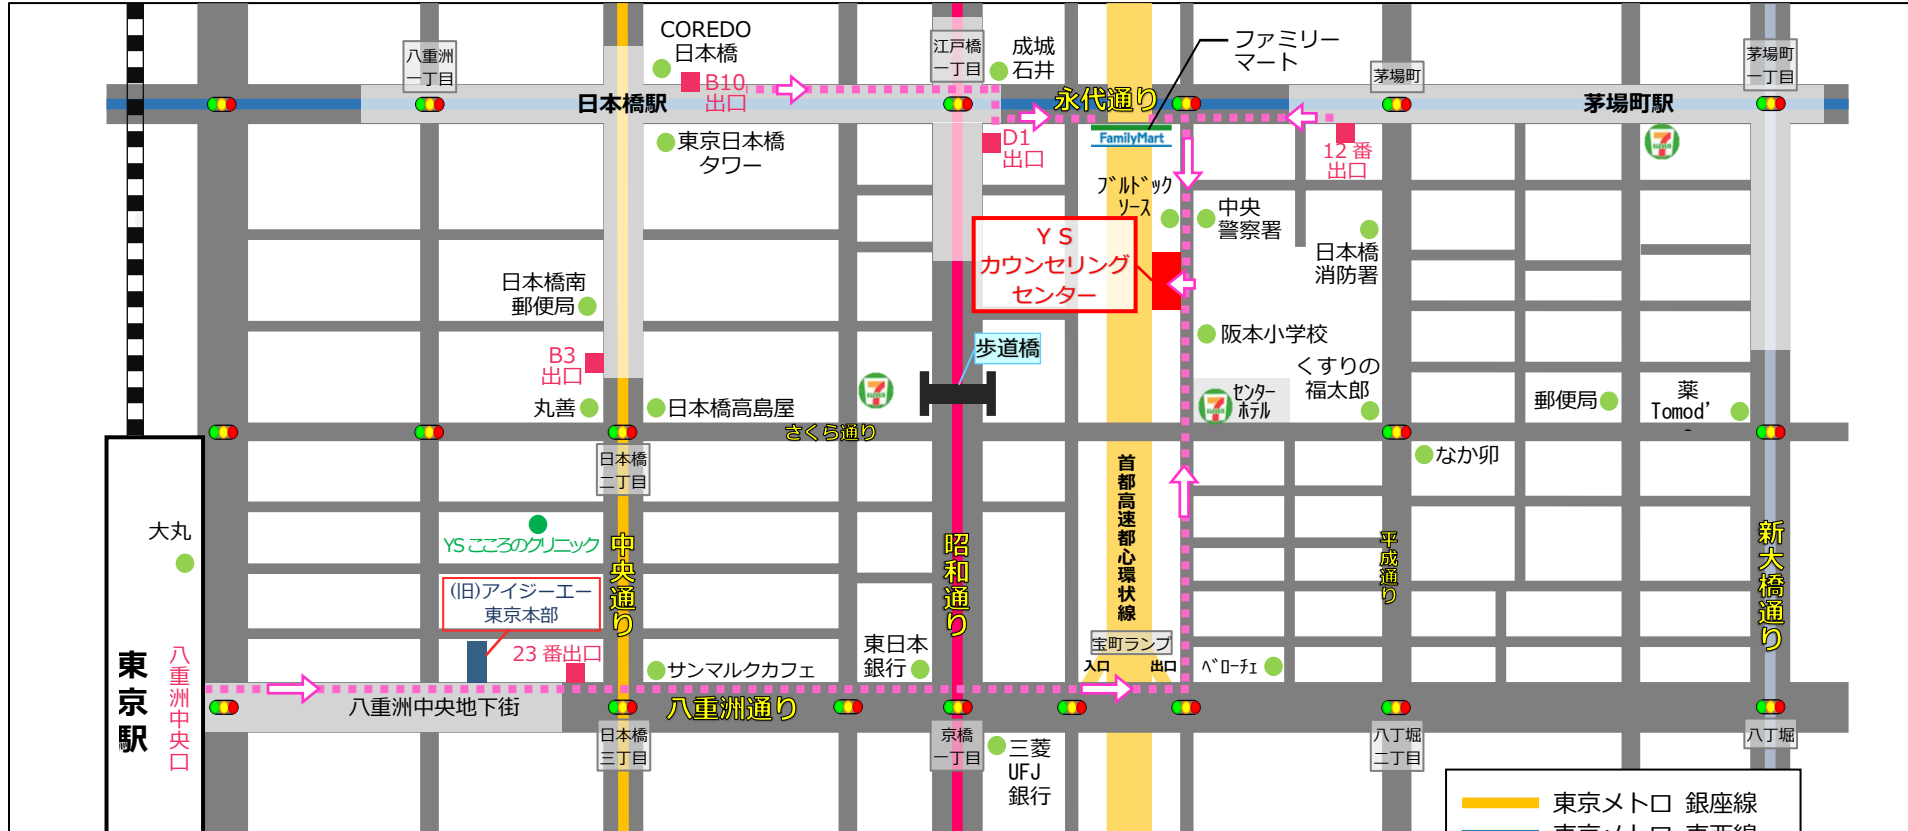 COREDO
日本橋
八重洲
一丁目
B10
出口
江戸橋
一丁目
成城
石井
ファミリー
マート
茅場町
茅場町
一丁目
日本橋駅
永代通り
茅場町駅
東京日本橋
タワー
D1
出口
FamilyMart
12番
出口
7
ELEVEN
ブルドック
ソース
中央
警察署
日本橋
消防署
YS
カウンセリング
センター
日本橋南
郵便局
阪本小学校
B3
出口
歩道橋
くすりの
福太郎
丸善
日本橋高島屋
7
ELEVEN
7
ELEVEN
センター
ホテル
郵便局
薬
Tomod’
さくら通り
日本橋
二丁目
なか卯
首都高速都心環状線
大丸
YSこころのクリニック
中央通り
昭和通り
平成通り
新大橋通り
(旧)アイジーエー
東京本部
23番出口
東日本
銀行
宝町ランプ
入口
出口
ベローチェ
サンマルクカフェ
東京駅
八重洲中央口
八重洲中央地下街
八重洲通り
日本橋
三丁目
京橋
一丁目
三菱
UFJ
銀行
八丁堀
二丁目
八丁堀
東京メトロ 銀座線
東京メトロ 東西線